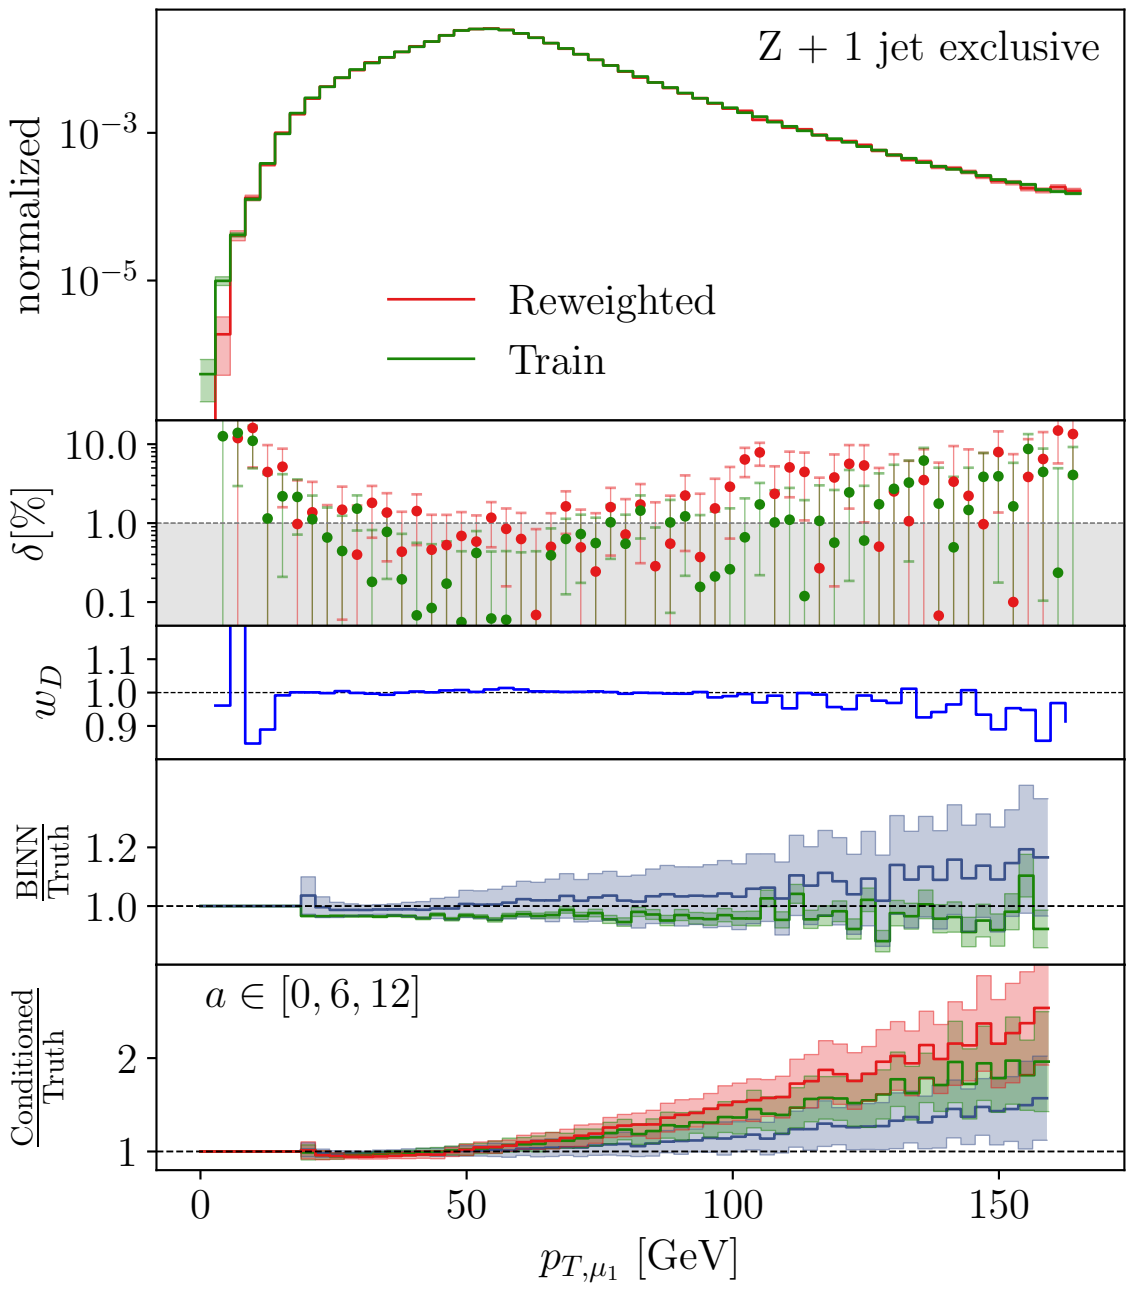 Z + 1 jet exclusive
normalized
10⁻³
10⁻⁵
Reweighted
Train
δ[%]
10.0
1.0
0.1
w_D
1.1
1.0
0.9
BINN
Truth
1.2
1.0
a ∈ [0, 6, 12]
Conditioned
Truth
2
1
0 50 100 150
p_{T,μ₁} [GeV]